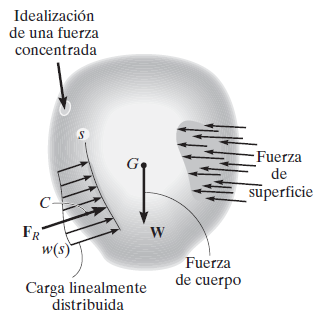 Idealización
de una fuerza
concentrada
s
G
Fuerza
de
superficie
C
F_R
W
w(s)
Fuerza
de cuerpo
Carga linealmente
distribuida